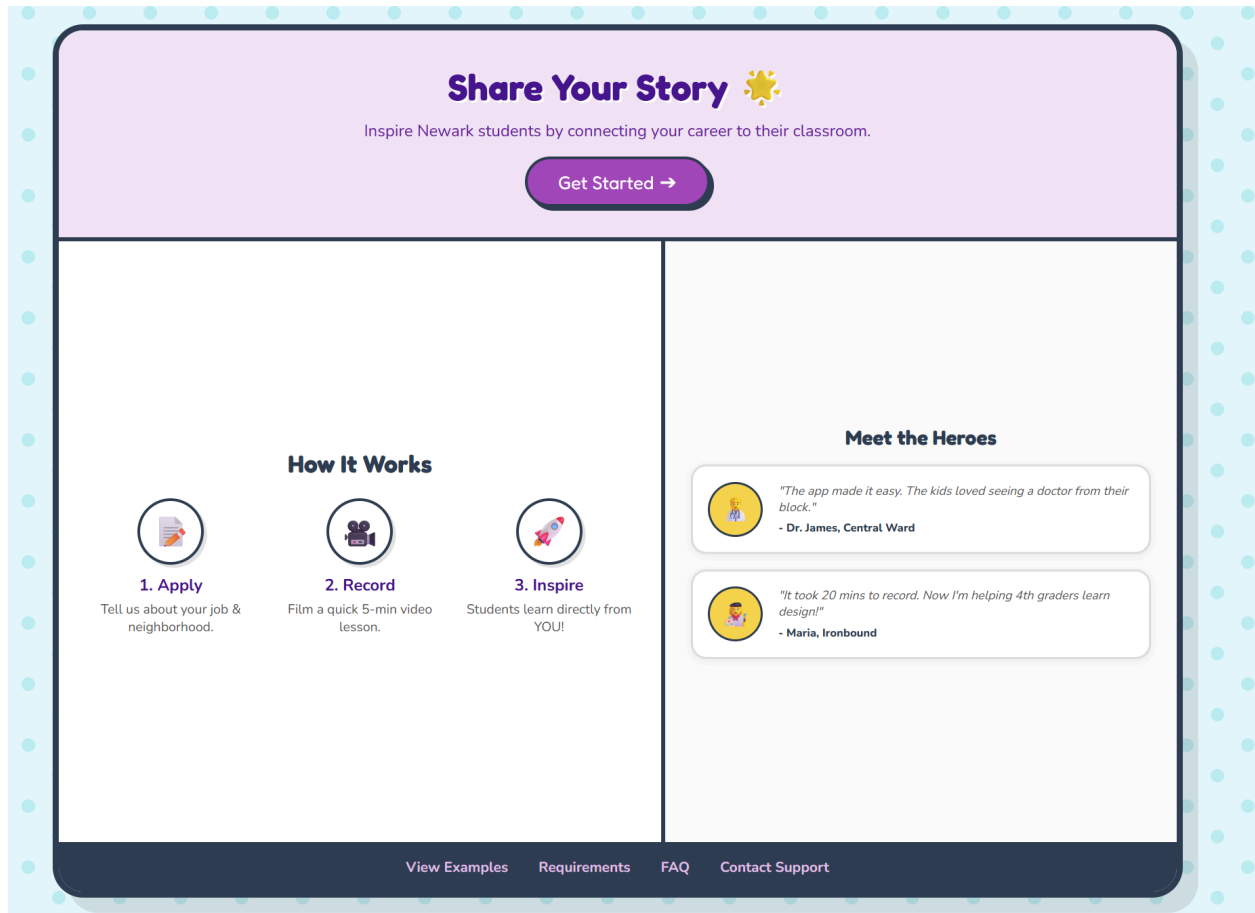 Share Your Story 🌟
Inspire Newark students by connecting your career to their classroom.
Get Started ➔
How It Works
1. Apply
Tell us about your job &
neighborhood.
2. Record
Film a quick 5-min video
lesson.
3. Inspire
Students learn directly from
YOU!
Meet the Heroes
"The app made it easy. The kids loved seeing a doctor from their
block."
- Dr. James, Central Ward
"It took 20 mins to record. Now I'm helping 4th graders learn
design!"
- Maria, Ironbound
View Examples Requirements FAQ Contact Support